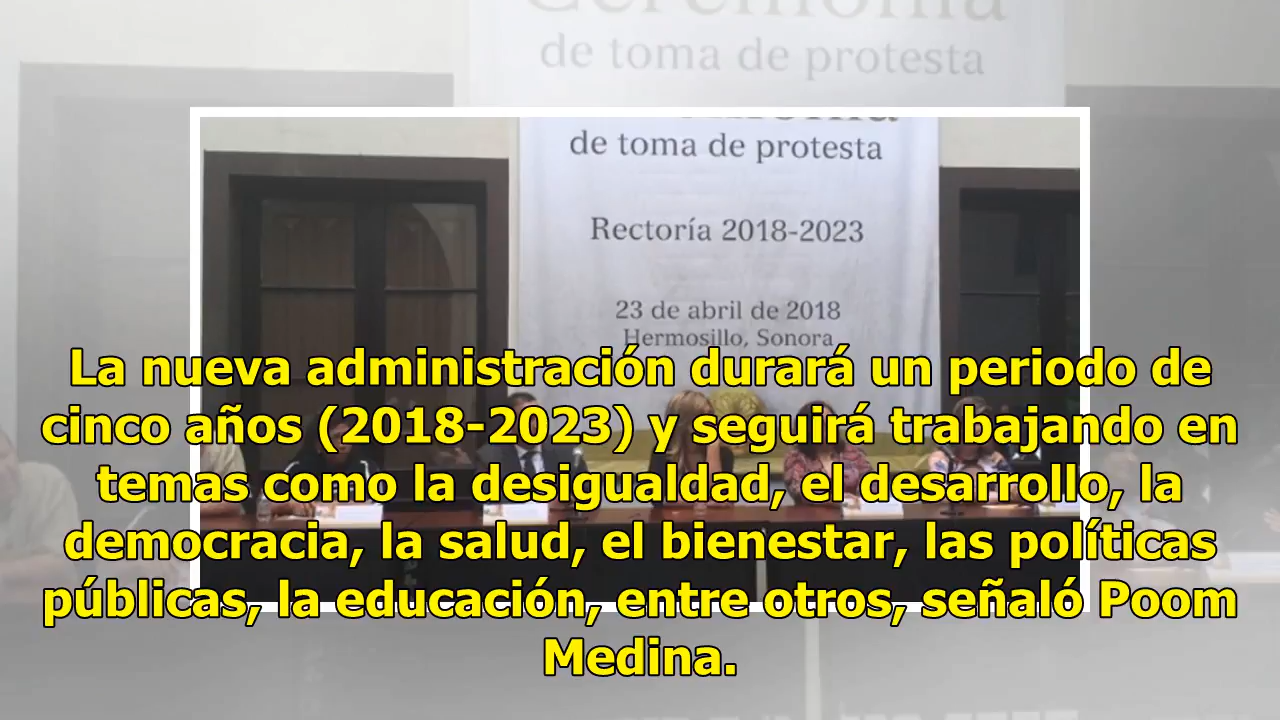 de toma de protesta
de toma de protesta
Rectoría 2018-2023
23 de abril de 2018
Hermosillo, Sonora
La nueva administración durará un periodo de
cinco años (2018-2023) y seguirá trabajando en
temas como la desigualdad, el desarrollo, la
democracia, la salud, el bienestar, las políticas
públicas, la educación, entre otros, señaló Poom
Medina.